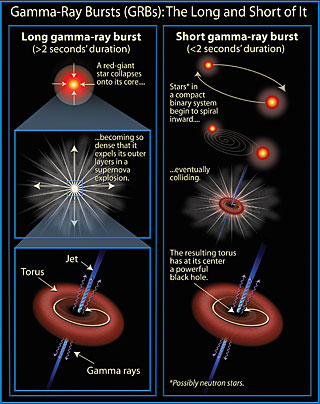 Gamma-Ray Bursts (GRBs): The Long and Short of It
Long gamma-ray burst
(>2 seconds' duration)
A red-giant
star collapses
onto its core....
...becoming so
dense that it
expels its outer
layers in a
supernova
explosion.
Jet
Torus
Gamma rays
Short gamma-ray burst
(<2 seconds' duration)
Stars* in
a compact
binary system
begin to spiral
inward....
...eventually
colliding.
The resulting torus
has at its center
a powerful
black hole.
*Possibly neutron stars.